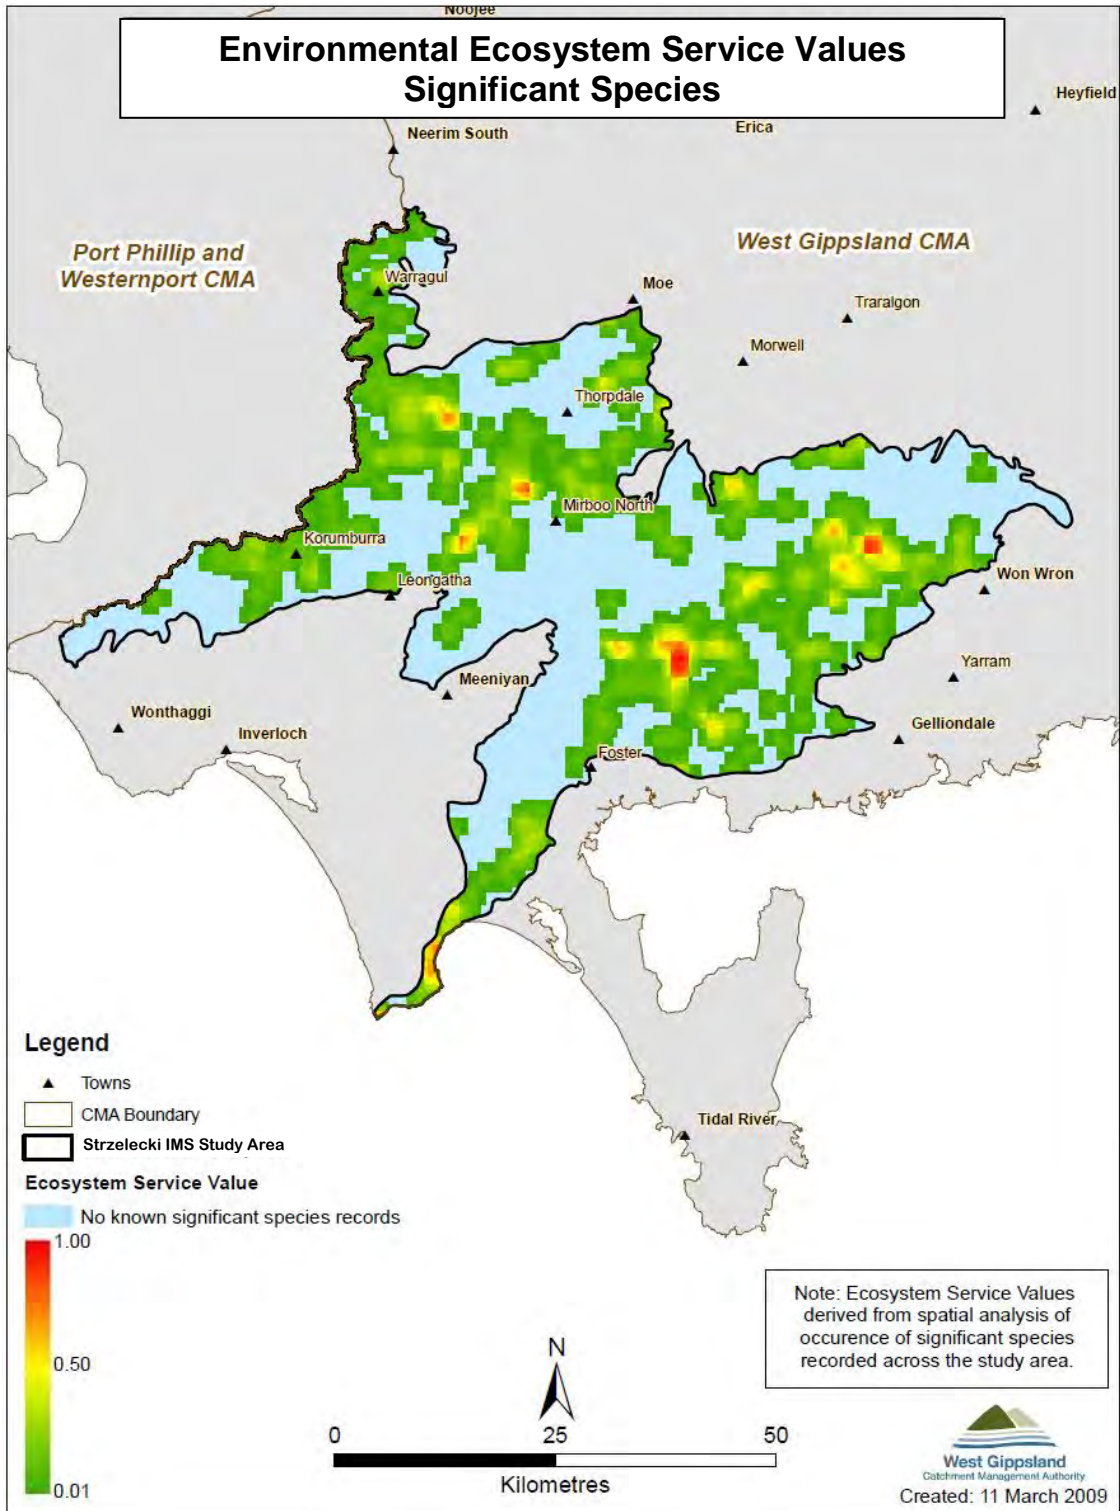 Noojee
Environmental Ecosystem Service Values
Significant Species
Heyfield
Erica
Neerim South
Port Phillip and
Westernport CMA
West Gippsland CMA
Warragul
Moe
Traralgon
Morwell
Thorpdale
Mirboo North
Korumburra
Leongatha
Won Wron
Yarram
Meeniyan
Wonthaggi
Inverloch
Gelliondale
Foster
Tidal River
Legend
Towns
CMA Boundary
Strzelecki IMS Study Area
Ecosystem Service Value
No known significant species records
1.00
0.50
0.01
N
0 25 50
Kilometres
Note: Ecosystem Service Values
derived from spatial analysis of
occurence of significant species
recorded across the study area.
West Gippsland
Catchment Management Authority
Created: 11 March 2009